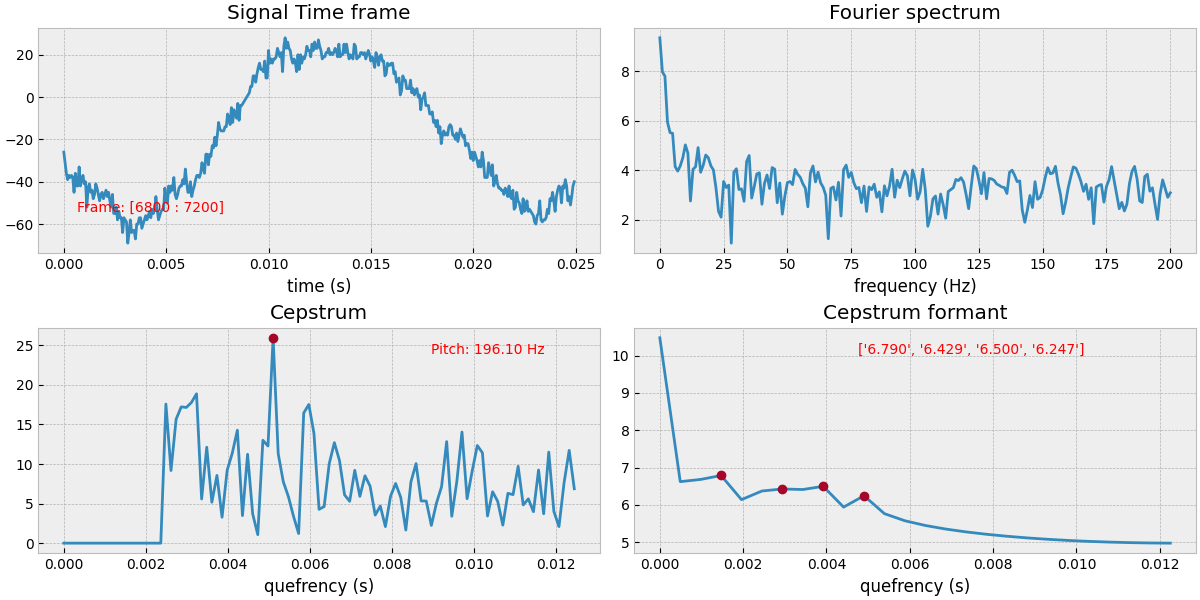 Signal Time frame
20
0
−20
−40
−60
Frame: [6800 : 7200]
0.000 0.005 0.010 0.015 0.020 0.025
time (s)
Fourier spectrum
8
6
4
2
0 25 50 75 100 125 150 175 200
frequency (Hz)
Cepstrum
25
20
15
10
5
0
Pitch: 196.10 Hz
0.000 0.002 0.004 0.006 0.008 0.010 0.012
quefrency (s)
Cepstrum formant
10
9
8
7
6
5
['6.790', '6.429', '6.500', '6.247']
0.000 0.002 0.004 0.006 0.008 0.010 0.012
quefrency (s)